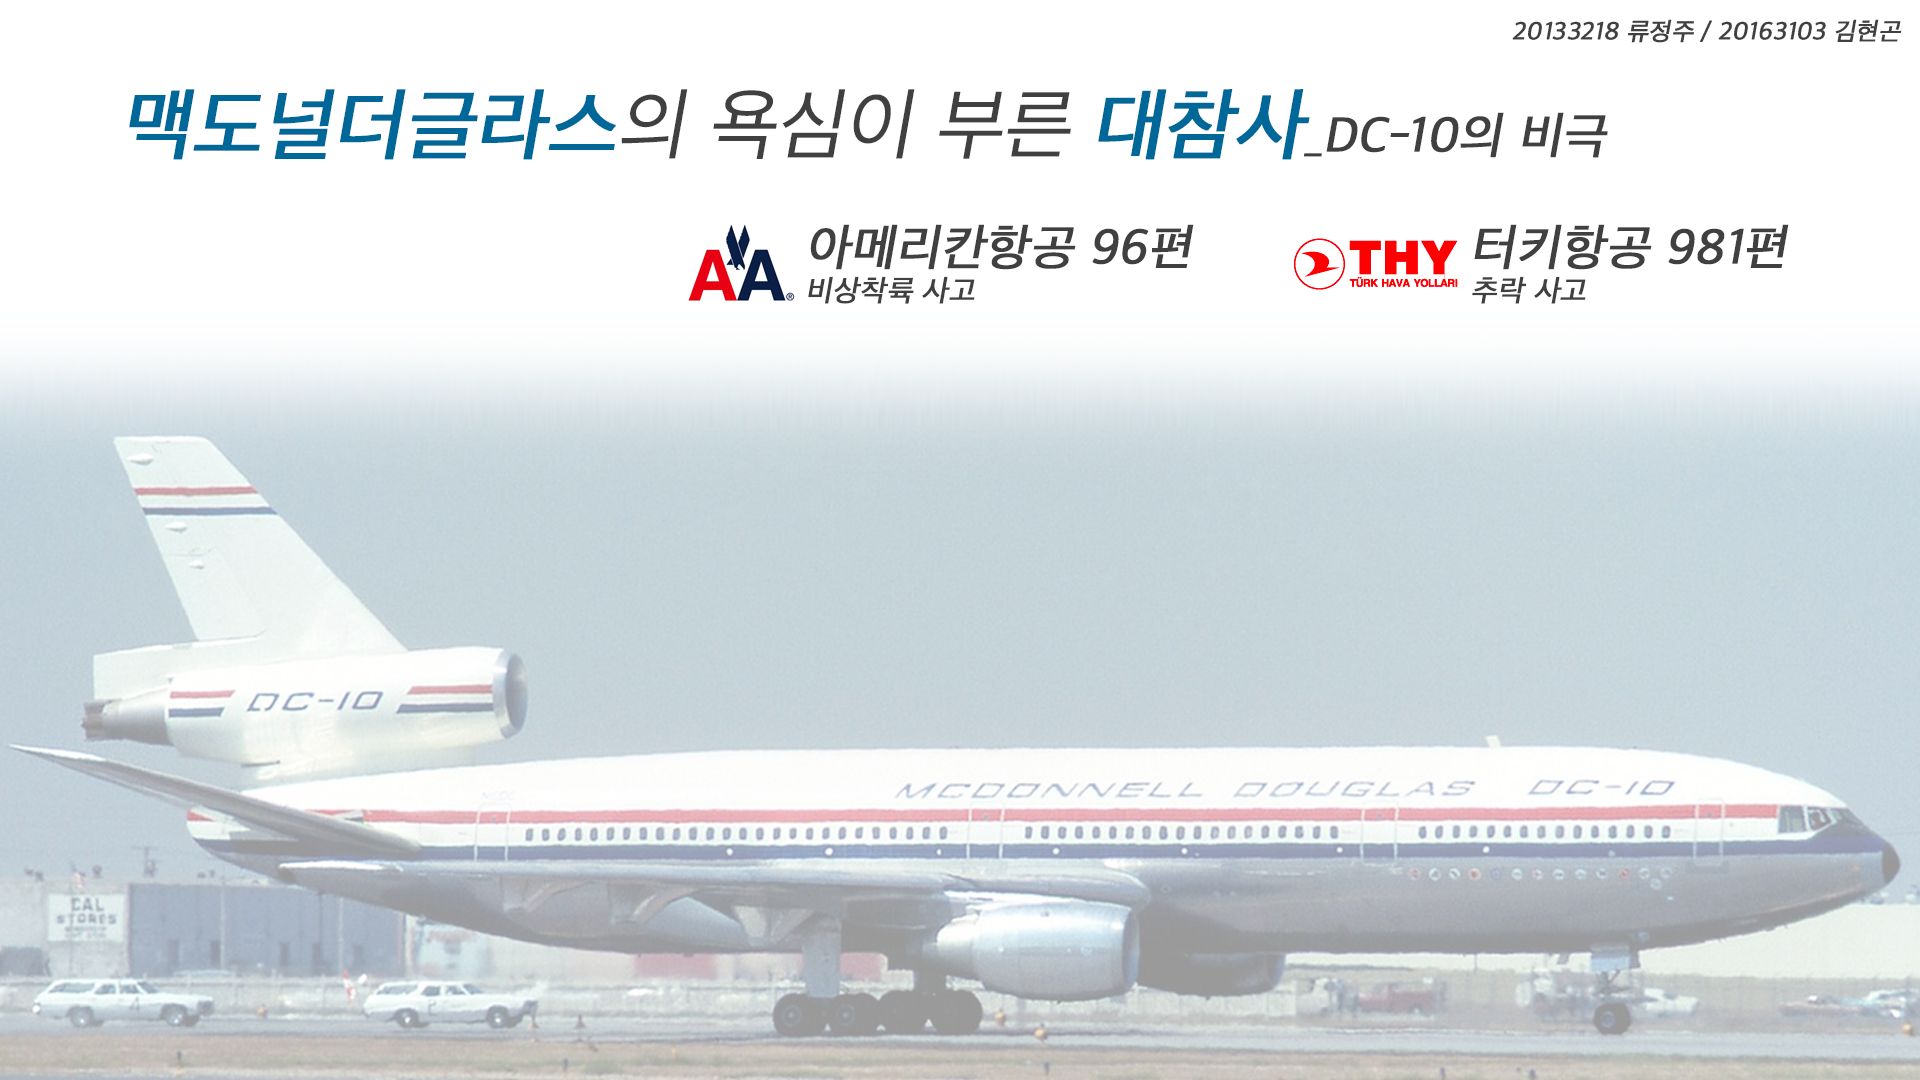 20133218 류정주 / 20163103 김현곤
맥도널더글라스의 욕심이 부른 대참사_DC-10의 비극
AA®
아메리칸항공 96편
비상착륙 사고
THY
TÜRK HAVA YOLLARI
터키항공 981편
추락 사고
DC-10
MCDONNELL DOUGLAS DC-10
CAL
STORES